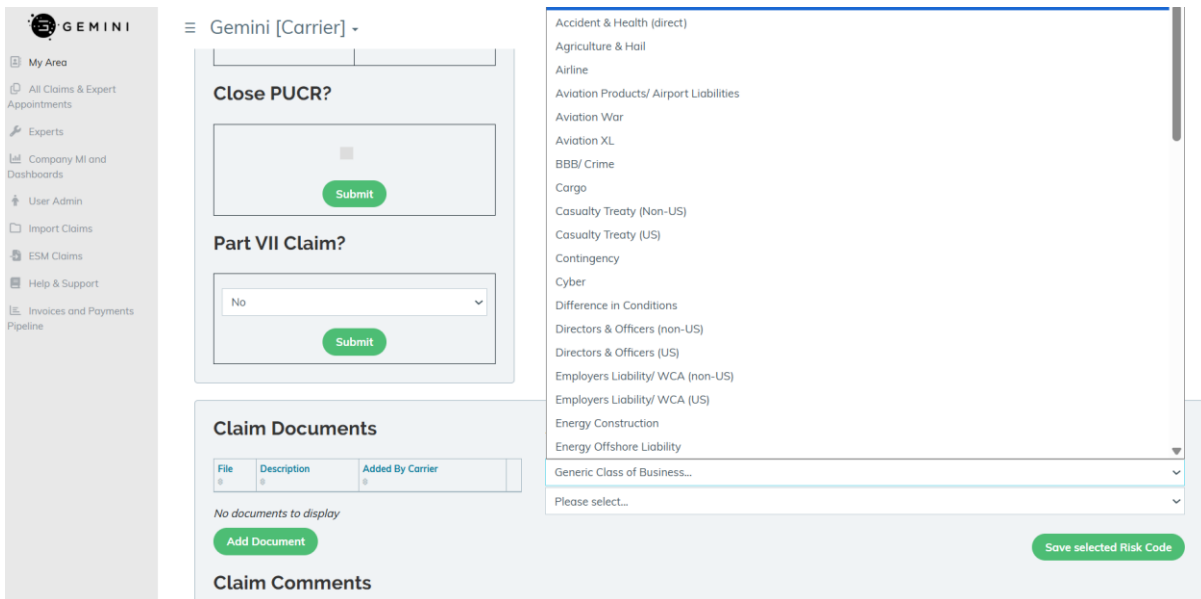 GEMINI
My Area
All Claims & Expert
Appointments
Experts
Company MI and
Dashboards
User Admin
Import Claims
ESM Claims
Help & Support
Invoices and Payments
Pipeline
Gemini [Carrier]
Close PUCR?
Submit
Part VII Claim?
No
Submit
Accident & Health (direct)
Agriculture & Hail
Airline
Aviation Products/ Airport Liabilities
Aviation War
Aviation XL
BBB/ Crime
Cargo
Casualty Treaty (Non-US)
Casualty Treaty (US)
Contingency
Cyber
Difference in Conditions
Directors & Officers (non-US)
Directors & Officers (US)
Employers Liability/ WCA (non-US)
Employers Liability/ WCA (US)
Energy Construction
Energy Offshore Liability
Generic Class of Business...
Please select...
Save selected Risk Code
Claim Documents
File Description Added By Carrier
No documents to display
Add Document
Claim Comments